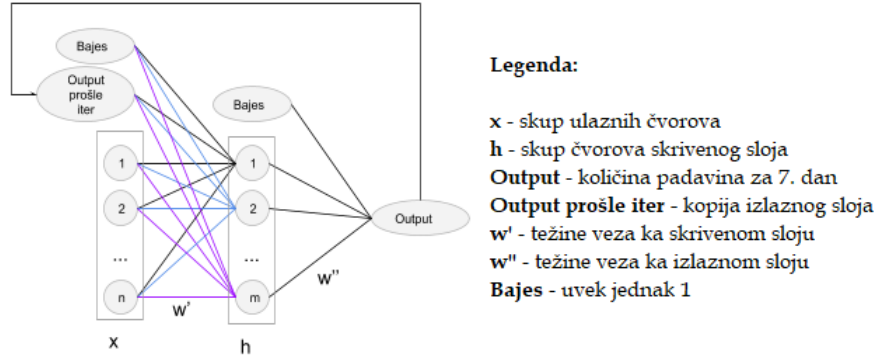 Bajes
Output
prošle
iter
Bajes
1
1
2
2
Output
...
...
n
m
w'
w"
x
h
Legenda:
x - skup ulaznih čvorova
h - skup čvorova skrivenog sloja
Output - količina padavina za 7. dan
Output prošle iter - kopija izlaznog sloja
w' - težine veza ka skrivenom sloju
w" - težine veza ka izlaznom sloju
Bajes - uvek jednak 1